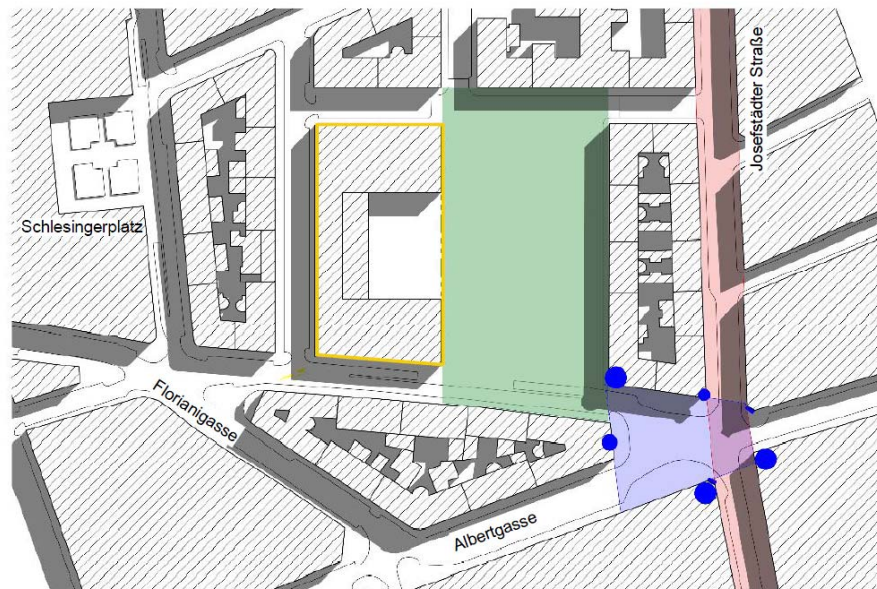 Josefstädter Straße
Schlesingerplatz
Florianigasse
Albertgasse